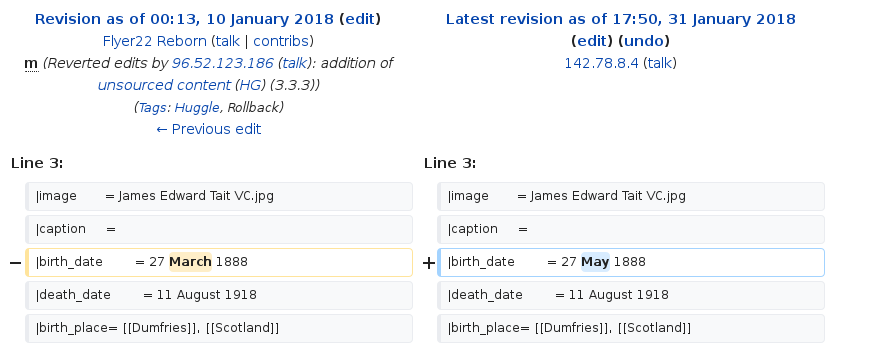 Revision as of 00:13, 10 January 2018 (edit)
Flyer22 Reborn (talk | contribs)
m (Reverted edits by 96.52.123.186 (talk): addition of
unsourced content (HG) (3.3.3))
(Tags: Huggle, Rollback)
← Previous edit
Latest revision as of 17:50, 31 January 2018
(edit) (undo)
142.78.8.4 (talk)
Line 3:
Line 3:
|image = James Edward Tait VC.jpg
|image = James Edward Tait VC.jpg
|caption =
|caption =
− |birth_date = 27 March 1888
+ |birth_date = 27 May 1888
|death_date = 11 August 1918
|death_date = 11 August 1918
|birth_place= [[Dumfries]], [[Scotland]]
|birth_place= [[Dumfries]], [[Scotland]]